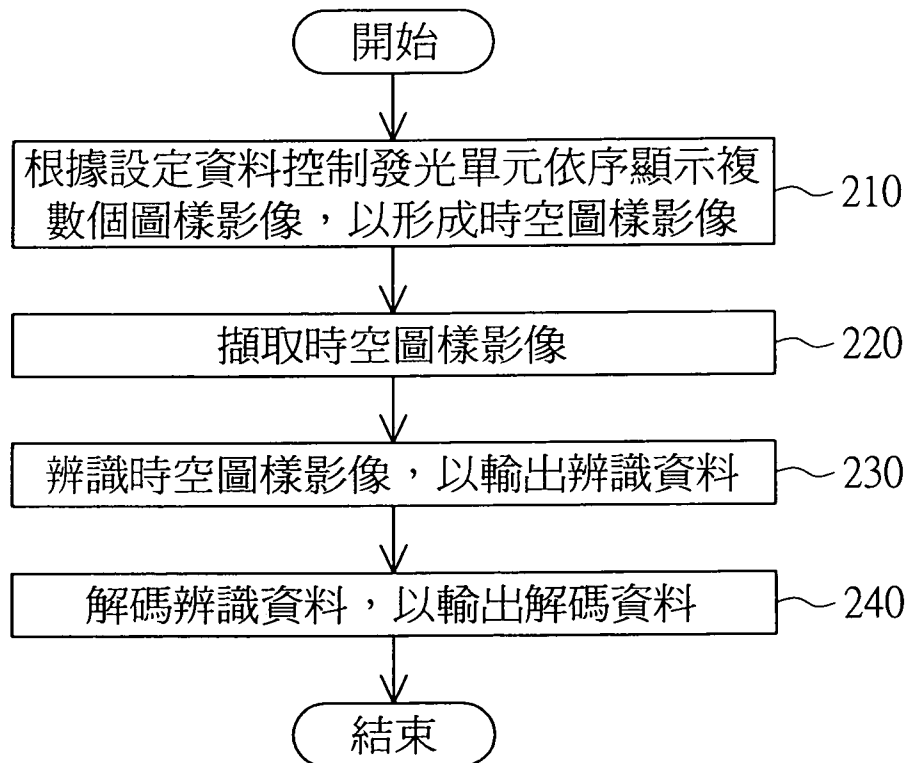 開始
根據設定資料控制發光單元依序顯示複
數個圖樣影像，以形成時空圖樣影像
210
擷取時空圖樣影像
220
辨識時空圖樣影像，以輸出辨識資料
230
解碼辨識資料，以輸出解碼資料
240
結束